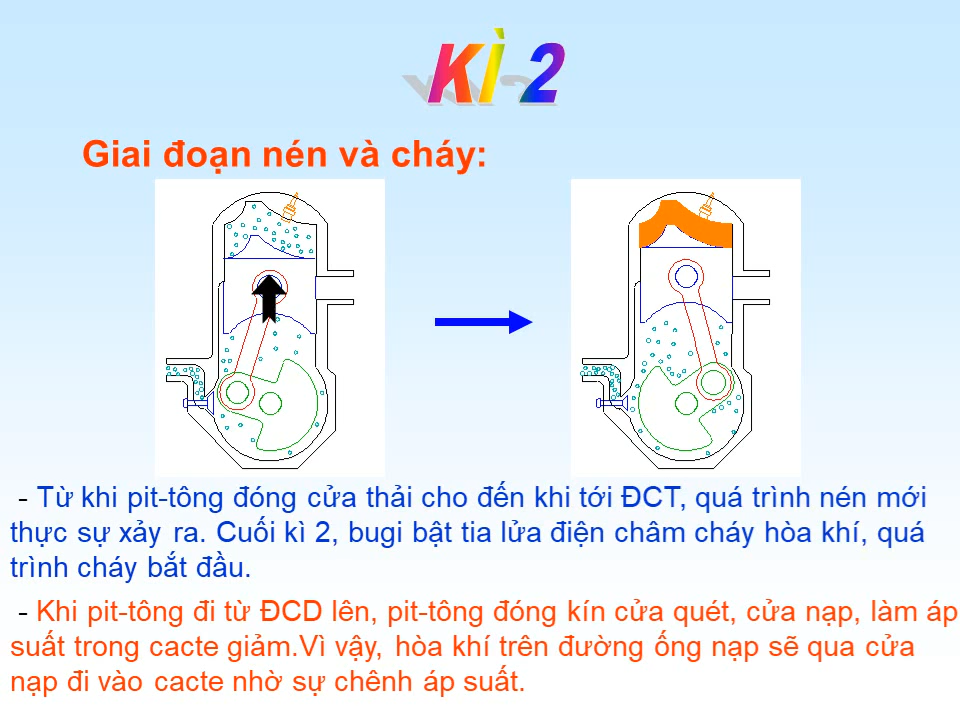 KÌ 2
Giai đoạn nén và cháy:
- Từ khi pit-tông đóng cửa thải cho đến khi tới ĐCT, quá trình nén mới
thực sự xảy ra. Cuối kì 2, bugi bật tia lửa điện châm cháy hòa khí, quá
trình cháy bắt đầu.
- Khi pit-tông đi từ ĐCD lên, pit-tông đóng kín cửa quét, cửa nạp, làm áp
suất trong cacte giảm.Vì vậy, hòa khí trên đường ống nạp sẽ qua cửa
nạp đi vào cacte nhờ sự chênh áp suất.